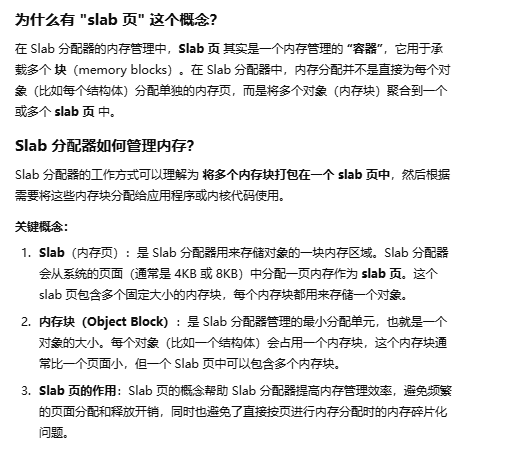 为什么有 "slab 页" 这个概念？
在 Slab 分配器的内存管理中，Slab 页 其实是一个内存管理的 “容器”，它用于承
载多个 块（memory blocks）。在 Slab 分配器中，内存分配并不是直接为每个对
象（比如每个结构体）分配单独的内存页，而是将多个对象（内存块）聚合到一个
或多个 slab 页 中。
Slab 分配器如何管理内存？
Slab 分配器的工作方式可以理解为 将多个内存块打包在一个 slab 页中，然后根据
需要将这些内存块分配给应用程序或内核代码使用。
关键概念：
1. Slab（内存页）：是 Slab 分配器用来存储对象的一块内存区域。Slab 分配器
会从系统的页面（通常是 4KB 或 8KB）中分配一页内存作为 slab 页。这个
slab 页包含多个固定大小的内存块，每个内存块都用来存储一个对象。
2. 内存块（Object Block）：是 Slab 分配器管理的最小分配单元，也就是一个
对象的大小。每个对象（比如一个结构体）会占用一个内存块，这个内存块通
常比一个页面小，但一个 Slab 页中可以包含多个内存块。
3. Slab 页的作用：Slab 页的概念帮助 Slab 分配器提高内存管理效率，避免频繁
的页面分配和释放开销，同时也避免了直接按页进行内存分配时的内存碎片化
问题。